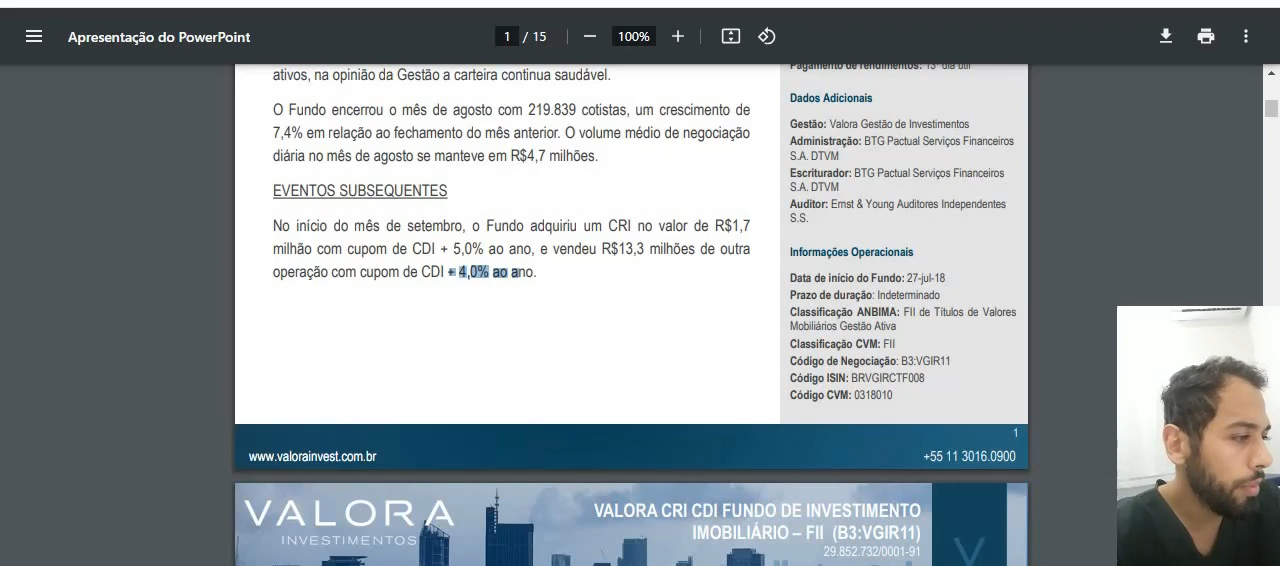 Apresentação do PowerPoint
1 / 15
100%
ativos, na opinião da Gestão a carteira continua saudável.
O Fundo encerrou o mês de agosto com 219.839 cotistas, um crescimento de
7,4% em relação ao fechamento do mês anterior. O volume médio de negociação
diária no mês de agosto se manteve em R$4,7 milhões.
EVENTOS SUBSEQUENTES
No início do mês de setembro, o Fundo adquiriu um CRI no valor de R$1,7
milhão com cupom de CDI + 5,0% ao ano, e vendeu R$13,3 milhões de outra
operação com cupom de CDI + 4,0% ao ano.
Pagamento de rendimentos: 13º dia útil
Dados Adicionais
Gestão: Valora Gestão de Investimentos
Administração: BTG Pactual Serviços Financeiros
S.A. DTVM
Escriturador: BTG Pactual Serviços Financeiros
S.A. DTVM
Auditor: Ernst & Young Auditores Independentes
S.S.
Informações Operacionais
Data de início do Fundo: 27-jul-18
Prazo de duração: Indeterminado
Classificação ANBIMA: FII de Títulos de Valores
Mobiliários Gestão Ativa
Classificação CVM: FII
Código de Negociação: B3:VGIR11
Código ISIN: BRVGIRCTF008
Código CVM: 0318010
1
www.valorainvest.com.br
+55 11 3016.0900
VALORA
INVESTIMENTOS
VALORA CRI CDI FUNDO DE INVESTIMENTO
IMOBILIÁRIO – FII (B3:VGIR11)
29.852.732/0001-91